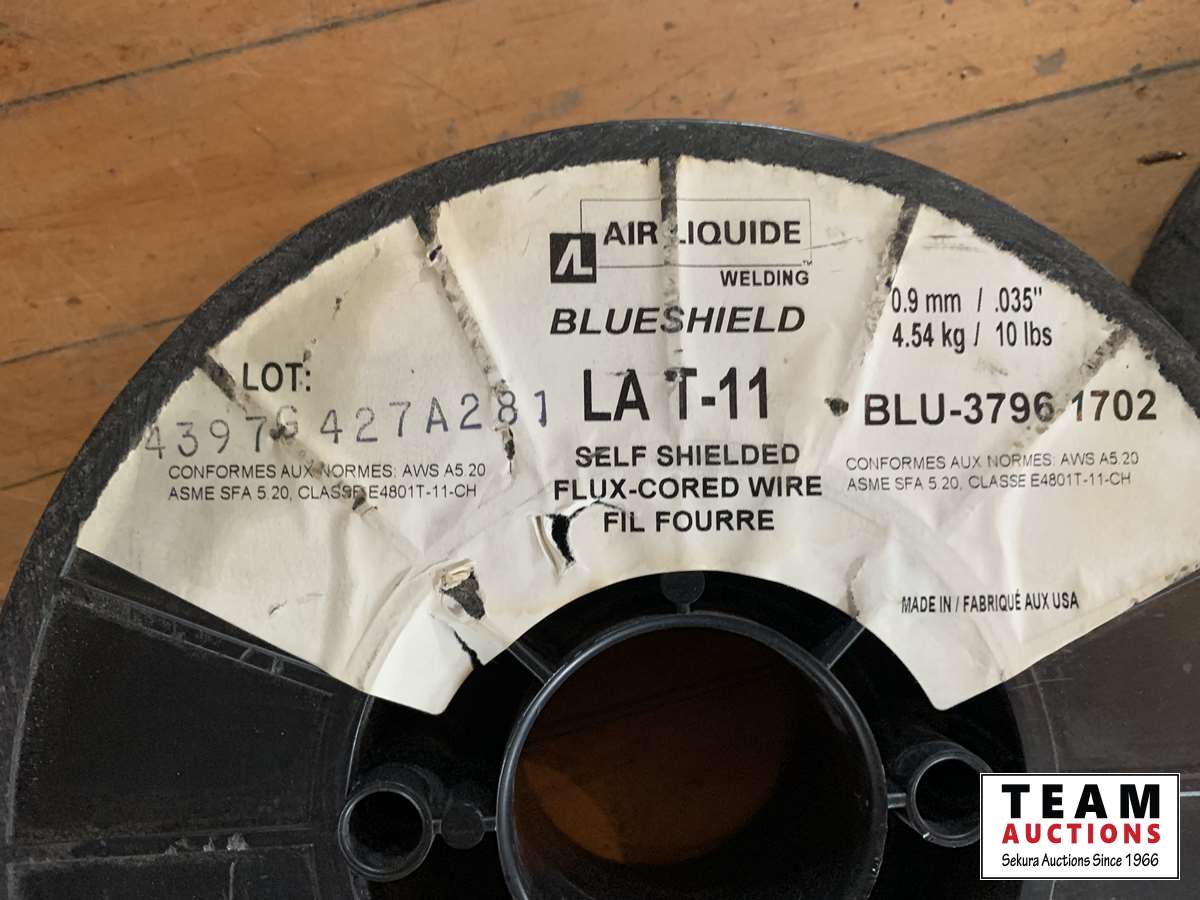 AL AIR LIQUIDE
™
WELDING
BLUESHIELD
LA T-11
SELF SHIELDED
FLUX-CORED WIRE
FIL FOURRE
LOT:
427A281
CONFORMES AUX NORMES: AWS A5.20
ASME SFA 5.20, CLASSE E4801T-11-CH
0.9 mm / .035"
4.54 kg / 10 lbs
BLU-3796 1702
CONFORMES AUX NORMES: AWS A5.20
ASME SFA 5.20, CLASSE E4801T-11-CH
MADE IN / FABRIQUÉ AUX USA
TEAM
AUCTIONS
Sekura Auctions Since 1966